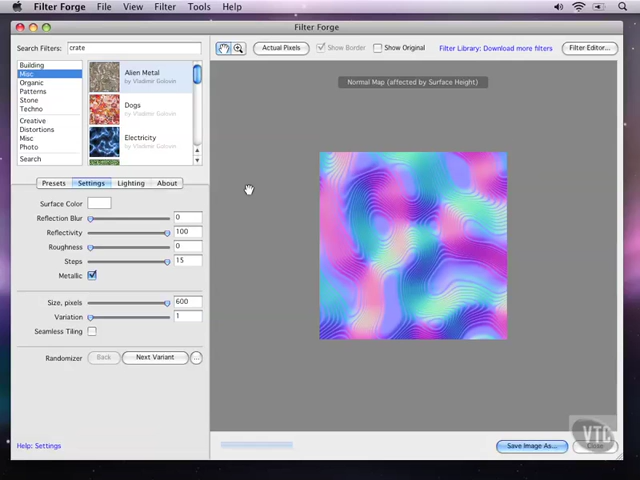 Filter Forge File View Filter Tools Help
Filter Forge
Search Filters: crate
Actual Pixels Show Border Show Original Filter Library: Download more filters Filter Editor...
Building
Misc
Organic
Patterns
Stone
Techno
Creative
Distortions
Misc
Photo
Search
Alien Metal
by Vladimir Golovin
Dogs
by Vladimir Golovin
Electricity
by Vladimir Golovin
Normal Map (affected by Surface Height)
Presets Settings Lighting About
Surface Color
Reflection Blur 0
Reflectivity 100
Roughness 0
Steps 15
Metallic
Size, pixels 600
Variation 1
Seamless Tiling
Randomizer Back Next Variant ...
Help: Settings
Save Image As...
Close
VTC